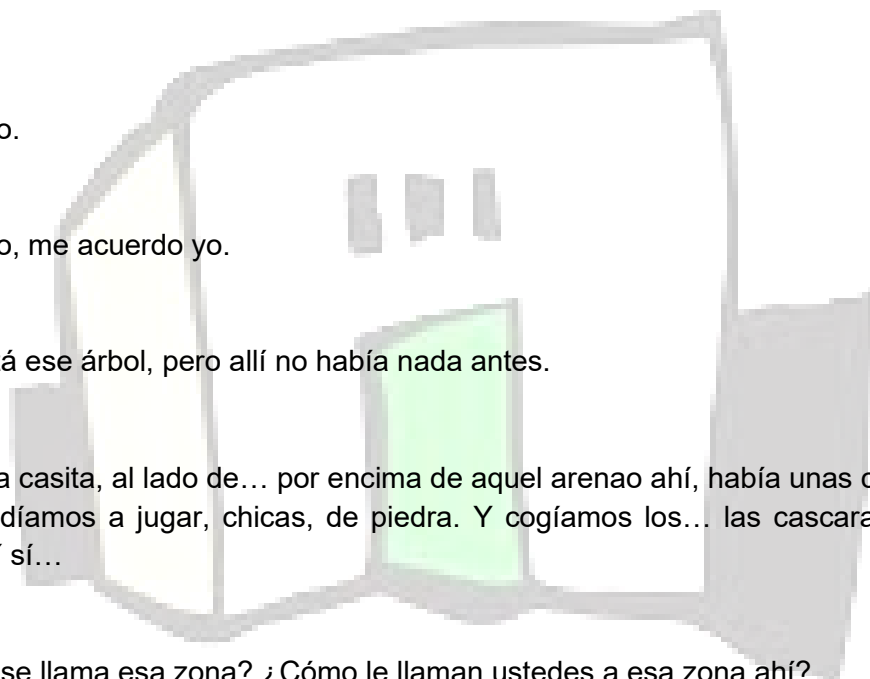 o.
o, me acuerdo yo.
á ese árbol, pero allí no había nada antes.
a casita, al lado de… por encima de aquel arenao ahí, había unas c
díamos a jugar, chicas, de piedra. Y cogíamos los… las cascara
í sí…
se llama esa zona? ¿Cómo le llaman ustedes a esa zona ahí?